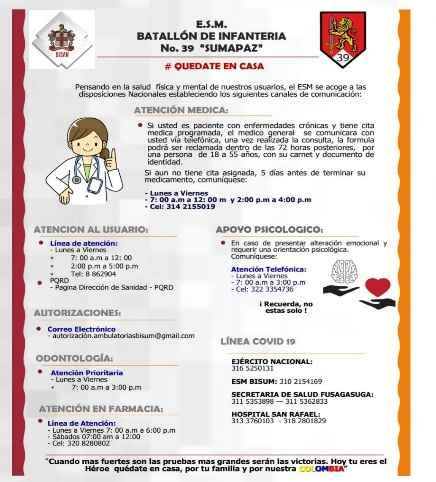 E.S.M.
BATALLÓN DE INFANTERIA
No. 39 "SUMAPAZ"
DISAN
39
# QUEDATE EN CASA
Pensando en la salud física y mental de nuestros usuarios, el ESM se acoge a las
disposiciones Nacionales estableciendo los siguientes canales de comunicación:
ATENCIÓN MEDICA:
Si usted es paciente con enfermedades crónicas y tiene cita
medica programada, el medico general se comunicara con
usted vía telefónica, una vez realizada la consulta, la formula
podrá ser reclamada dentro de las 72 horas posteriores, por
una persona de 18 a 55 años, con su carnet y documento de
identidad.
Si aun no tiene cita asignada, 5 días antes de terminar su
medicamento, comuníquese:
- Lunes a Viernes
- 7: 00 a.m a 12: 00 m y 2:00 p.m a 4:00 p.m
- Cel: 314 2155019
ATENCION AL USUARIO:
Línea de atención:
- Lunes a Viernes
* 7: 00 a.m a 12: 00
* 2:00 p.m a 5:00 p.m
* Tel: 8 862904
PQRD
- Pagina Dirección de Sanidad - PQRD
AUTORIZACIONES:
Correo Electrónico
- autorización.ambulatoriasbisum@gmail.com
ODONTOLOGÍA:
Atención Prioritaria
- Lunes a Viernes
* 7: 00 a.m a 3:00 p.m
ATENCIÓN EN FARMACIA:
Línea de Atención:
- Lunes a Viernes 7: 00 a.m a 6:00 p.m
- Sábados 07:00 am a 12:00
- Cel: 320 8280802
APOYO PSICOLOGICO:
En caso de presentar alteración emocional y
requerir una orientación psicológica.
Comuníquese:
Atención Telefónica:
- Lunes a Viernes
- 7: 00 a.m a 3:00 p.m
- Cel: 322 3354736
¡ Recuerda, no
estas solo !
LÍNEA COVID 19
EJÉRCITO NACIONAL:
316 5250131
ESM BISUM: 310 2154169
SECRETARIA DE SALUD FUSAGASUGA:
311 5353898 — 311 5362833
HOSPITAL SAN RAFAEL:
313 3760103 - 318 2801829
"Cuando mas fuertes son las pruebas mas grandes serán las victorias. Hoy tu eres el
Héroe quédate en casa, por tu familia y por nuestra COLOMBIA"